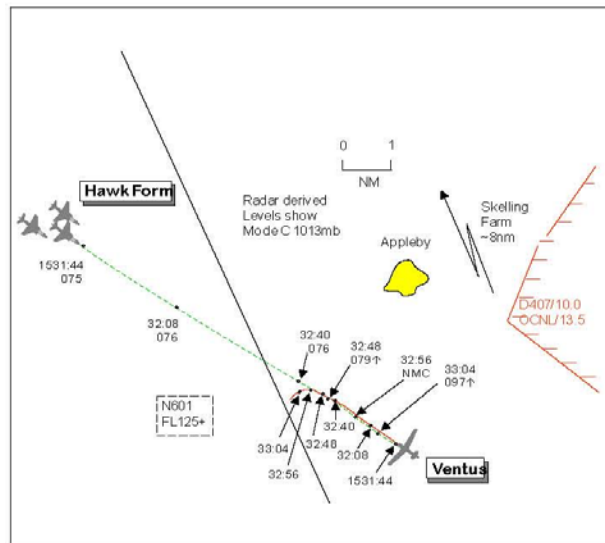 0 1
NM
Hawk Form
Radar derived
Levels show
Mode C 1013mb
Skelling
Farm
~8nm
Appleby
1531:44
075
D407/10.0
OCNL/13.5
32:08
076
32:40
076
32:48
079↑
32:56
NMC
33:04
097↑
N601
FL125+
33:04
32:56
32:48
32:40
32:08
1531:44
Ventus